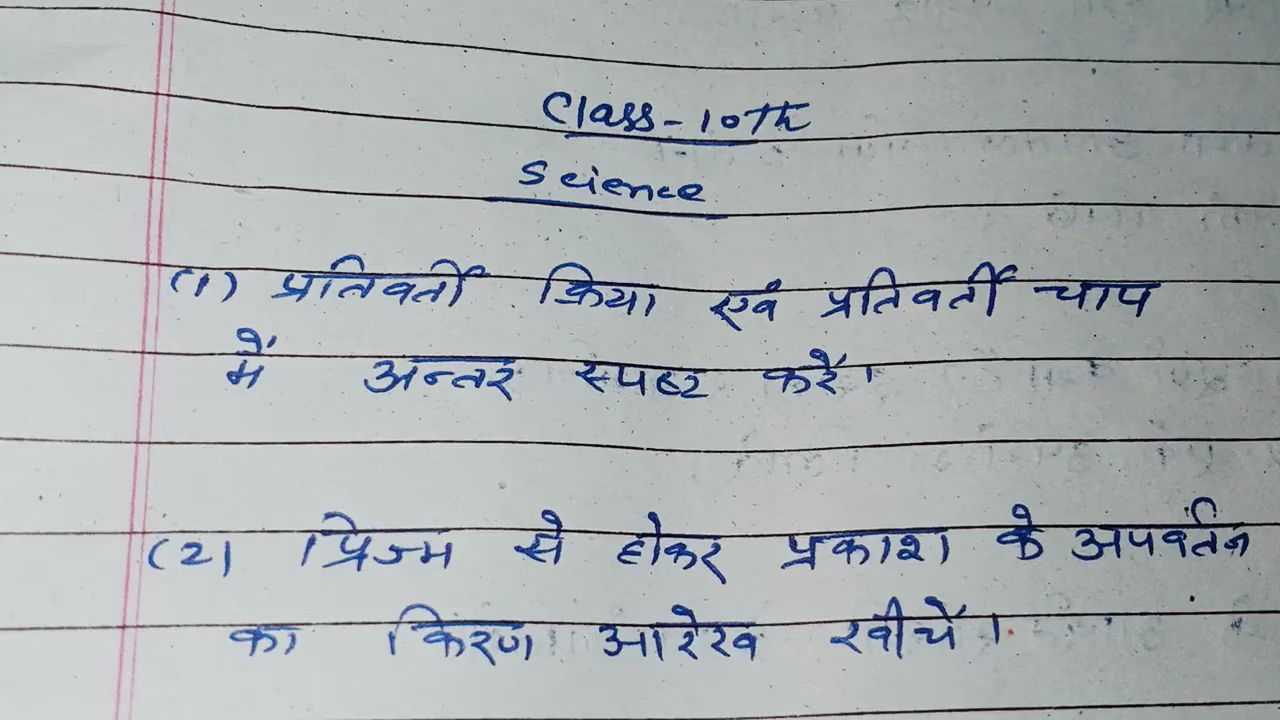 Class-10Th
Science
(1) प्रतिवर्ती क्रिया एवं प्रतिवर्ती चाप
में अन्तर स्पष्ट करें।
(2) प्रिज्म से होकर प्रकाश के अपवर्तन
का किरण आरेख खीचें।